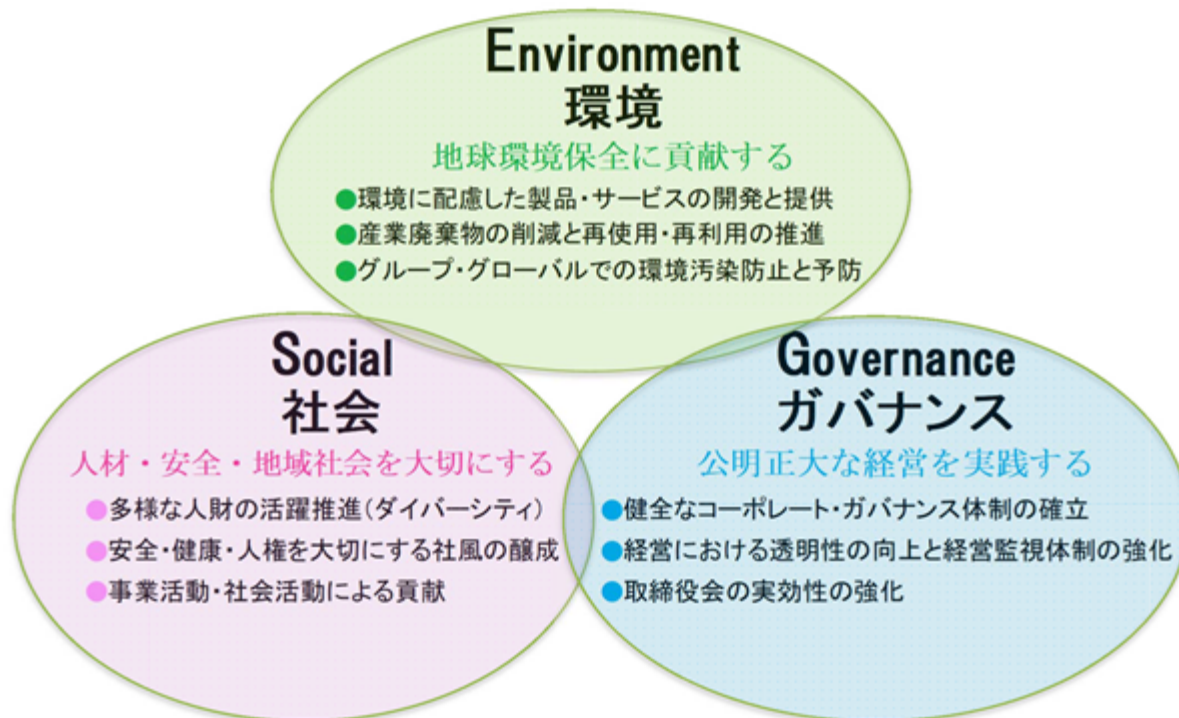 Environment
環境
地球環境保全に貢献する
●環境に配慮した製品・サービスの開発と提供
●産業廃棄物の削減と再使用・再利用の推進
●グループ・グローバルでの環境汚染防止と予防
Social
社会
人材・安全・地域社会を大切にする
●多様な人財の活躍推進(ダイバーシティ)
●安全・健康・人権を大切にする社風の醸成
●事業活動・社会活動による貢献
Governance
ガバナンス
公明正大な経営を実践する
●健全なコーポレート・ガバナンス体制の確立
●経営における透明性の向上と経営監視体制の強化
●取締役会の実効性の強化